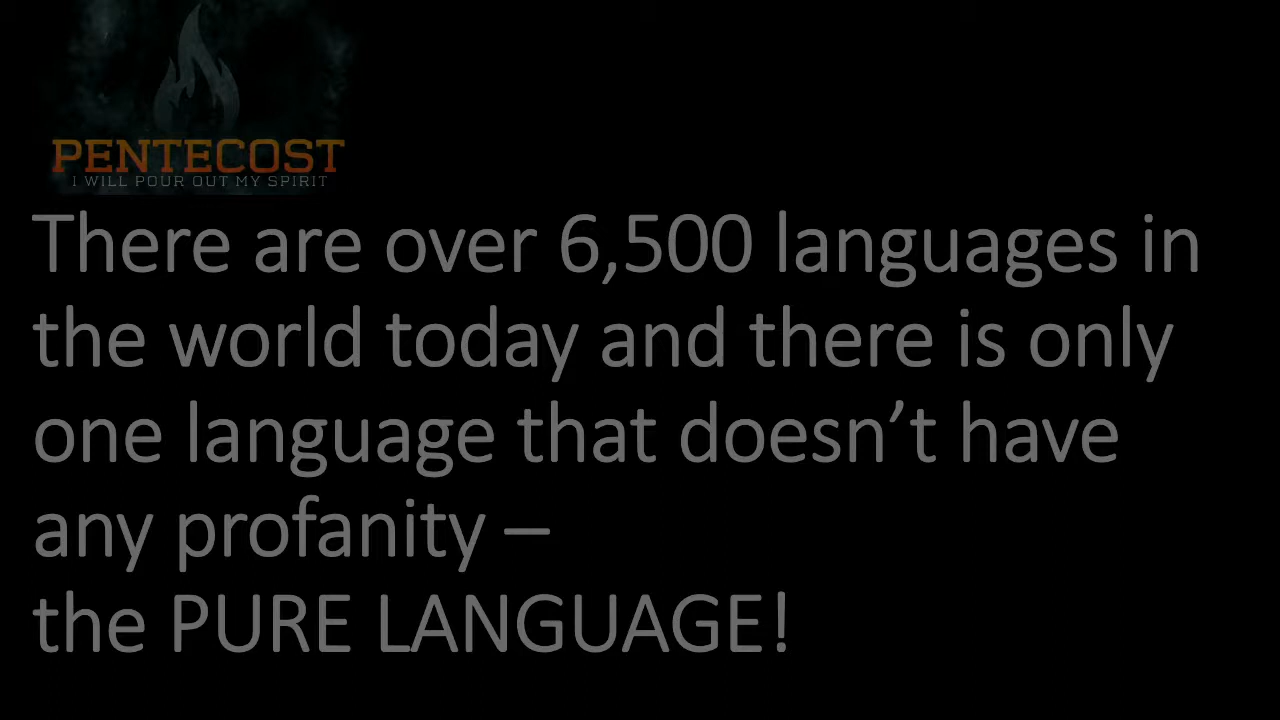 PENTECOST
I WILL POUR OUT MY SPIRIT
There are over 6,500 languages in
the world today and there is only
one language that doesn’t have
any profanity –
the PURE LANGUAGE!